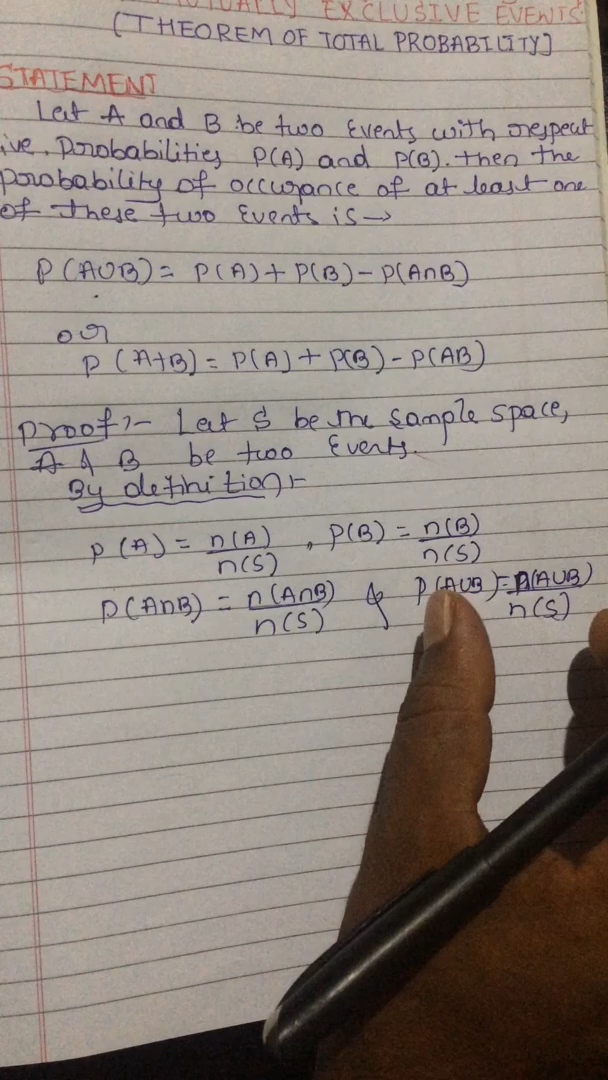 EXCLUSIVE EVENTS
(THEOREM OF TOTAL PROBABILITY]
STATEMENT
Let A and B be two Events with respect
ive. Probabilities P(A) and P(B). then the
probability of occurance of at least one
of these two Events is →
P(A∪B) = P(A) + P(B) - P(A∩B)
or
P(A+B) = P(A) + P(B) - P(AB)
Proof :- Let S be the sample space,
A & B be two Events.
By definition :-
P(A) = n(A)/n(S) , P(B) = n(B)/n(S)
P(A∩B) = n(A∩B)/n(S) & P(A∪B) = n(A∪B)/n(S)